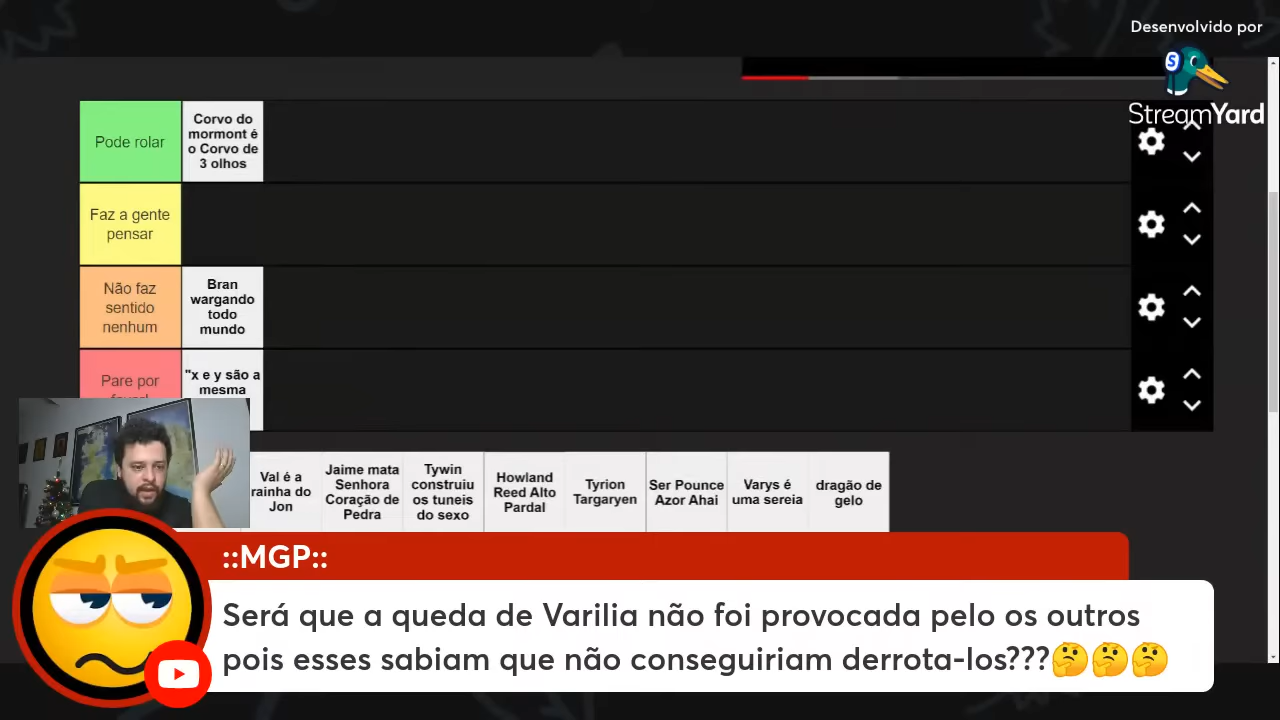 Desenvolvido por
StreamYard
Pode rolar
Corvo do
mormont é
o Corvo de
3 olhos
Faz a gente
pensar
Não faz
sentido
nenhum
Bran
wargando
todo
mundo
Pare por
"x e y são a
mesma
Val é a
rainha do
Jon
Jaime mata
Senhora
Coração de
Pedra
Tywin
construiu
os tuneis
do sexo
Howland
Reed Alto
Pardal
Tyrion
Targaryen
Ser Pounce
Azor Ahai
Varys é
uma sereia
dragão de
gelo
::MGP::
Será que a queda de Varilia não foi provocada pelo os outros
pois esses sabiam que não conseguiriam derrota-los???🤔🤔🤔